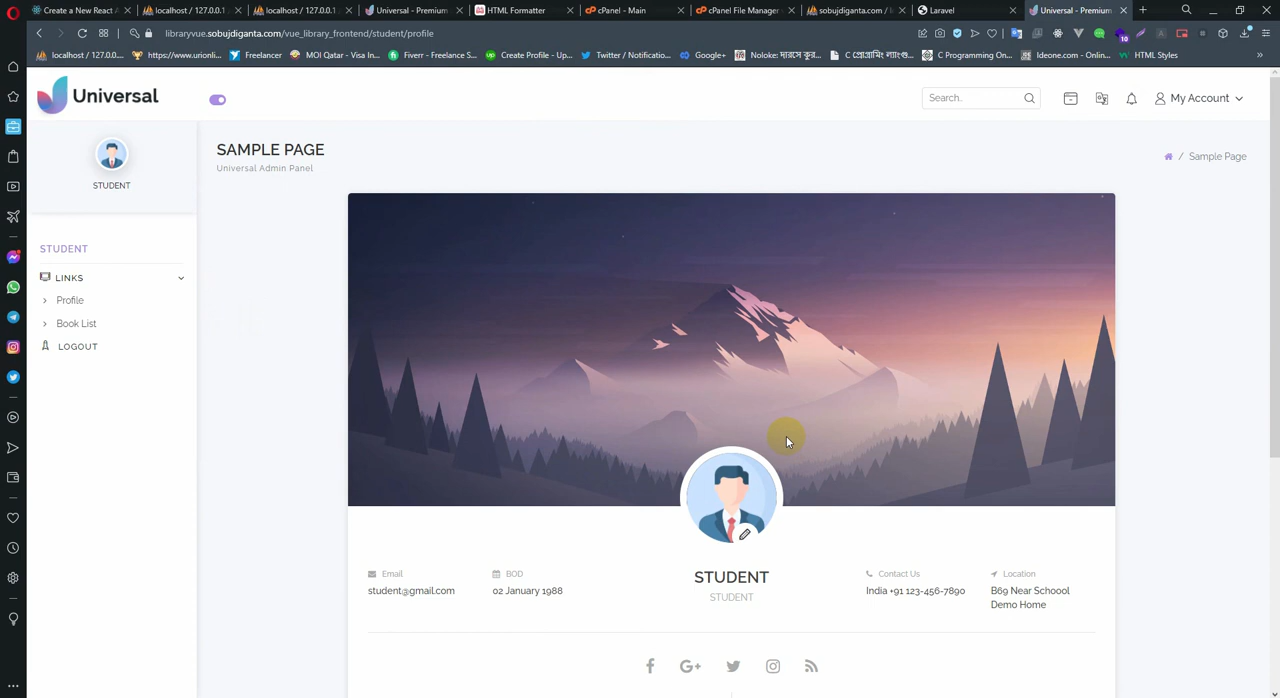 Create a New React A
localhost / 127.0.0.1
localhost / 127.0.0.1
Universal - Premium
HTML Formatter
cPanel - Main
cPanel File Manager
sobujdiganta.com / l
Laravel
Universal - Premium
libraryvue.sobujdiganta.com/vue_library_frontend/student/profile
localhost / 127.0.0....
https://www.urionli...
Freelancer
MOI Qatar - Visa In...
Fiverr - Freelance S...
Create Profile - Up...
Twitter / Notificatio...
Google+
C Programming On...
Ideone.com - Onlin...
HTML Styles
Universal
Search..
My Account
STUDENT
SAMPLE PAGE
Universal Admin Panel
/ Sample Page
STUDENT
LINKS
Profile
Book List
LOGOUT
Email
BOD
STUDENT
Contact Us
Location
student@gmail.com
02 January 1988
STUDENT
India +91 123-456-7890
B69 Near Schoool
Demo Home